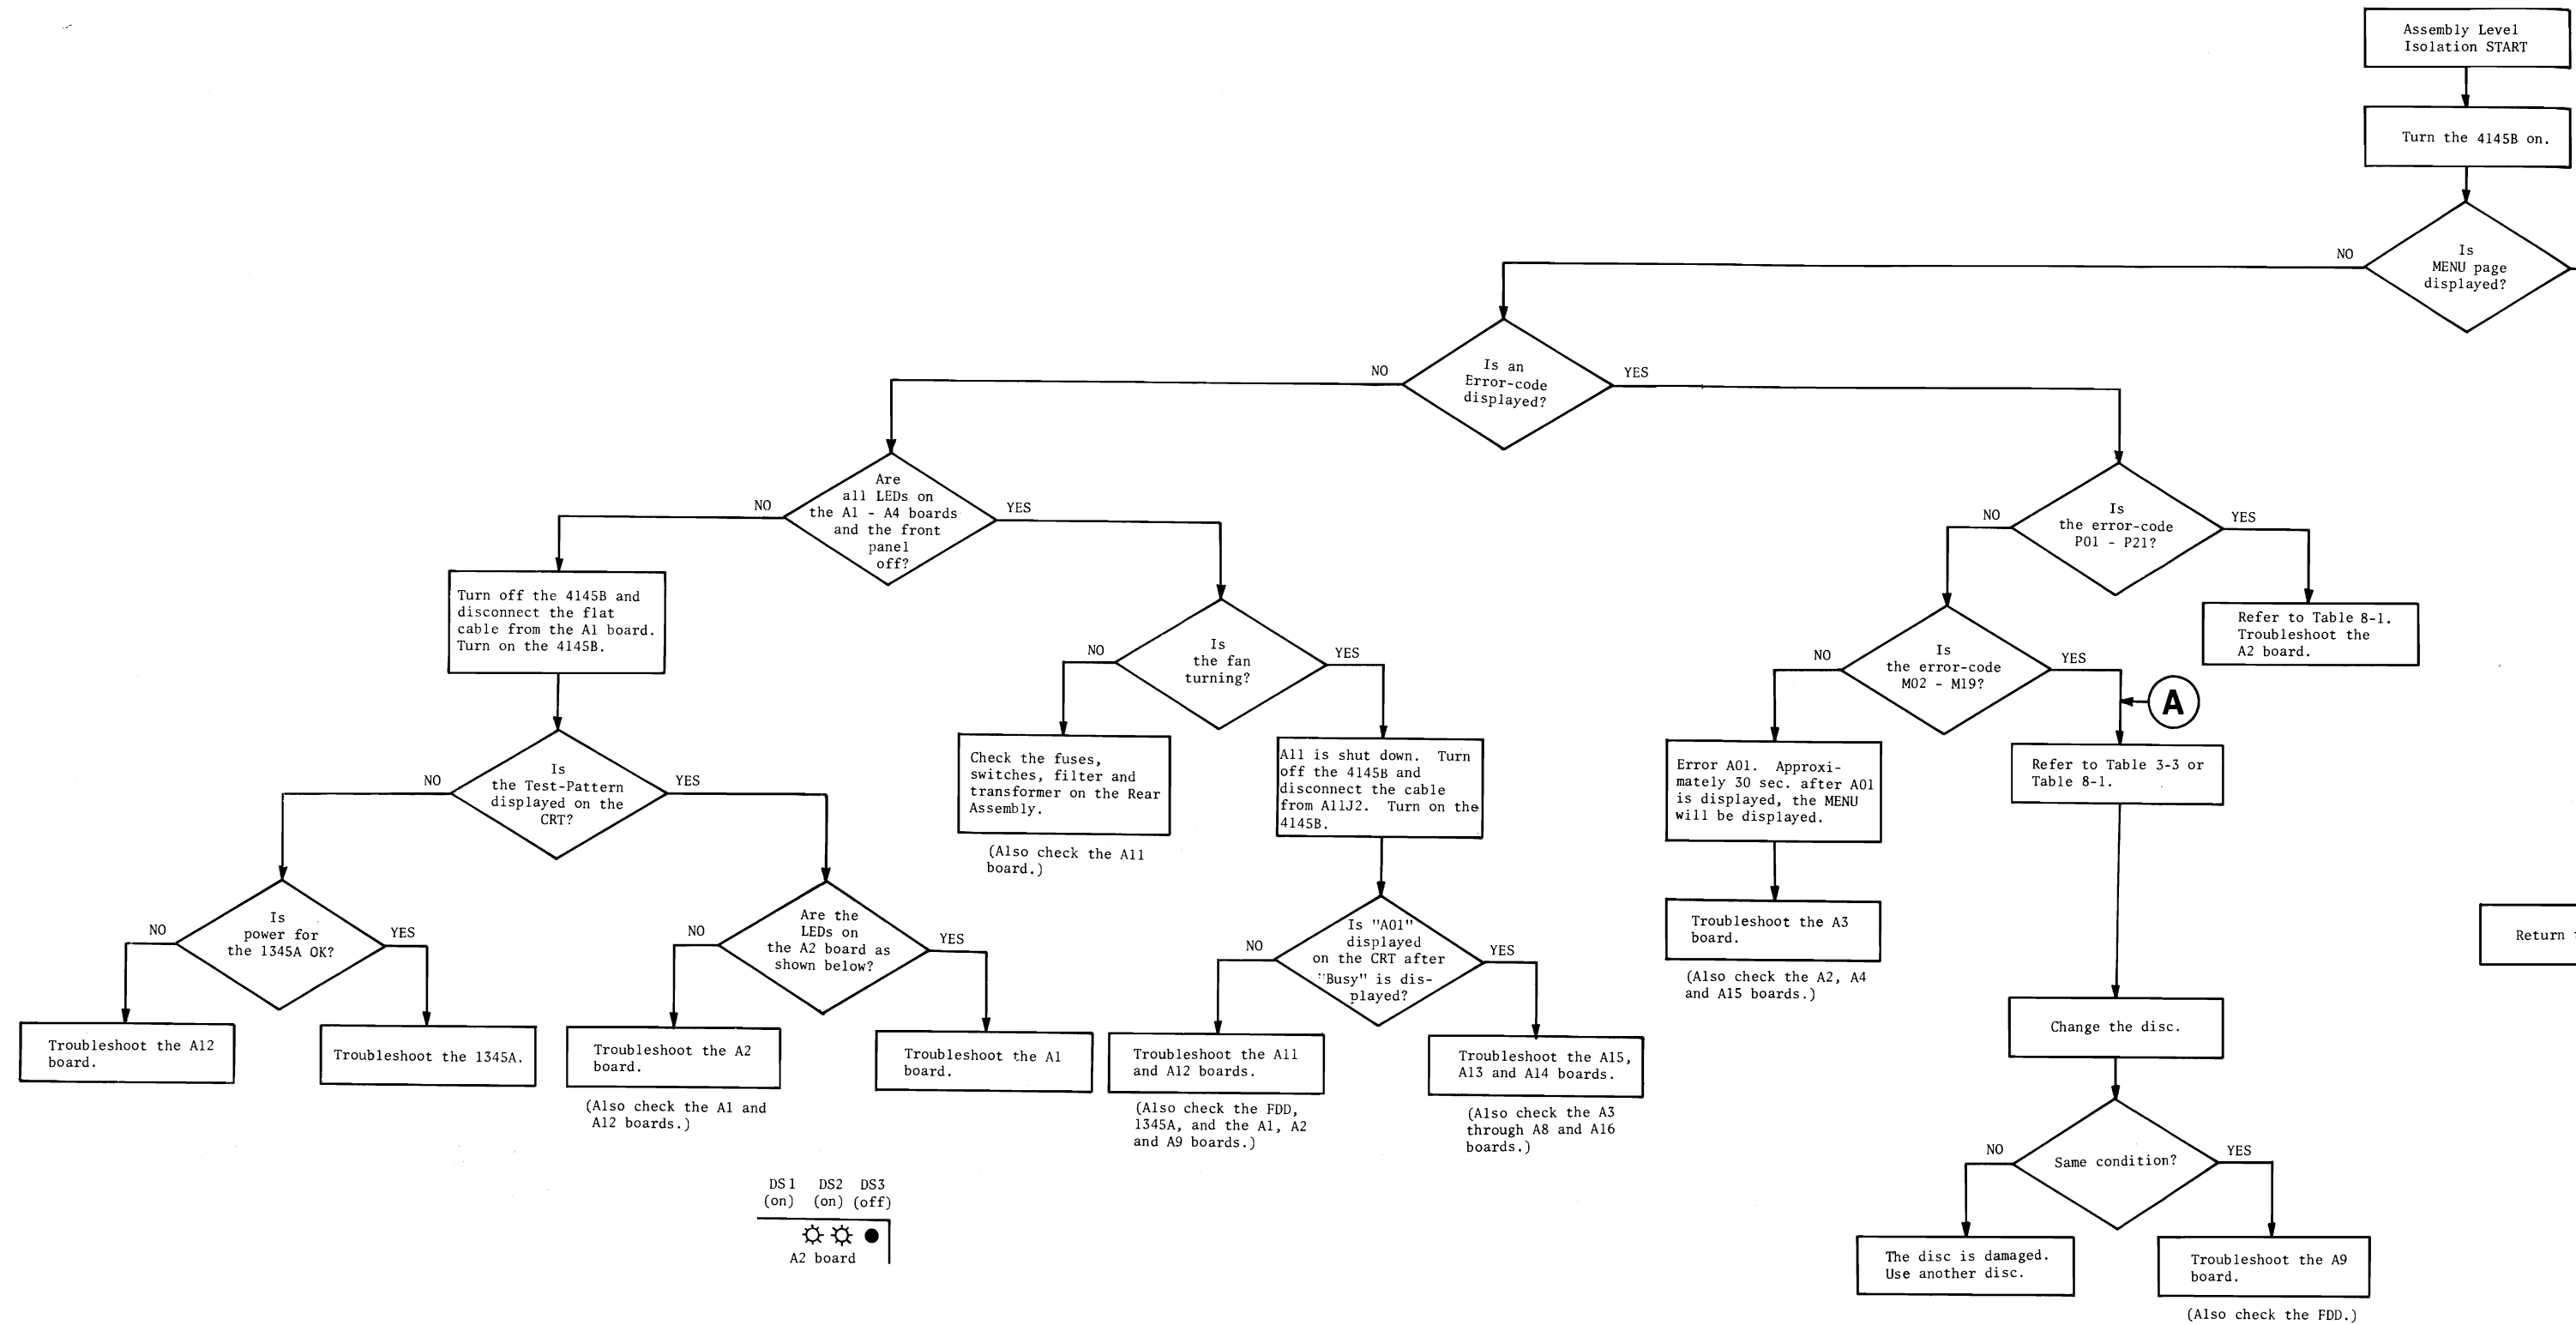 Assembly Level
Isolation START
Turn the 4145B on.
Is
MENU page
displayed?
NO
Is an
Error-code
displayed?
NO
YES
Are
all LEDs on
the A1 - A4 boards
and the front
panel
off?
NO
YES
Is
the error-code
P01 - P21?
NO
YES
Turn off the 4145B and
disconnect the flat
cable from the A1 board.
Turn on the 4145B.
Is
the fan
turning?
NO
YES
Is
the error-code
M02 - M19?
NO
YES
Refer to Table 8-1.
Troubleshoot the
A2 board.
A
Is
the Test-Pattern
displayed on the
CRT?
NO
YES
Check the fuses,
switches, filter and
transformer on the Rear
Assembly.
(Also check the A11
board.)
A11 is shut down. Turn
off the 4145B and
disconnect the cable
from A11J2. Turn on the
4145B.
Error A01. Approxi-
mately 30 sec. after A01
is displayed, the MENU
will be displayed.
Refer to Table 3-3 or
Table 8-1.
Is
power for
the 1345A OK?
NO
YES
Are the
LEDs on
the A2 board as
shown below?
NO
YES
Is "A01"
displayed
on the CRT after
"Busy" is dis-
played?
NO
YES
Troubleshoot the A3
board.
(Also check the A2, A4
and A15 boards.)
Return
Troubleshoot the A12
board.
Troubleshoot the 1345A.
Troubleshoot the A2
board.
(Also check the A1 and
A12 boards.)
Troubleshoot the A1
board.
Troubleshoot the A11
and A12 boards.
(Also check the FDD,
1345A, and the A1, A2
and A9 boards.)
Troubleshoot the A15,
A13 and A14 boards.
(Also check the A3
through A8 and A16
boards.)
Change the disc.
Same condition?
NO
YES
DS1 DS2 DS3
(on) (on) (off)
A2 board
The disc is damaged.
Use another disc.
Troubleshoot the A9
board.
(Also check the FDD.)